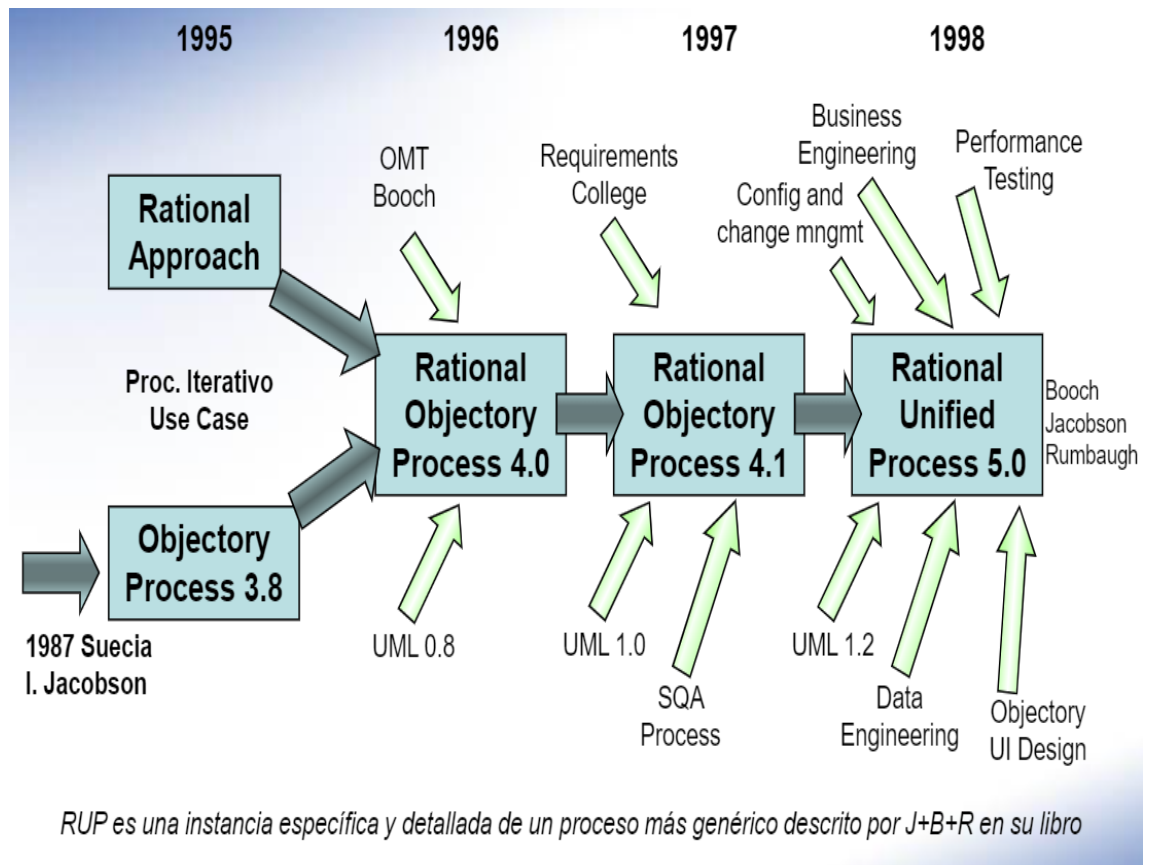 1995
1996
1997
1998
Rational
Approach
OMT
Booch
Requirements
College
Business
Engineering
Config and
change mngmt
Performance
Testing
Proc. Iterativo
Use Case
Rational
Objectory
Process 4.0
Rational
Objectory
Process 4.1
Rational
Unified
Process 5.0
Booch
Jacobson
Rumbaugh
Objectory
Process 3.8
1987 Suecia
I. Jacobson
UML 0.8
UML 1.0
SQA
Process
UML 1.2
Data
Engineering
Objectory
UI Design
RUP es una instancia específica y detallada de un proceso más genérico descrito por J+B+R en su libro